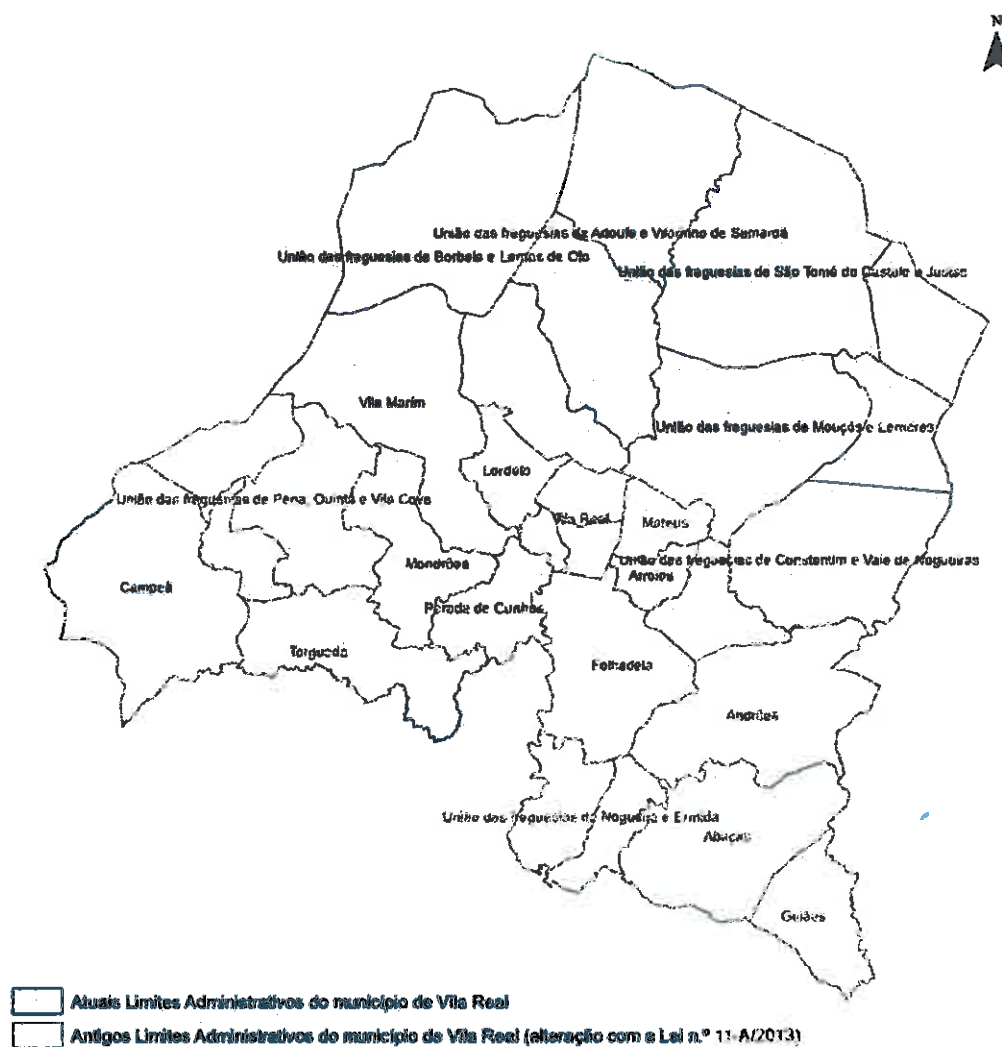 N
União das freguesias de Adoufe e Vilarinho de Samardã
União das freguesias de Borbela e Lamas de Olo
União das freguesias de São Tomé do Castelo e Justes
Vila Marim
União das freguesias de Mouçós e Lamares
Lordelo
União das freguesias de Pena, Quintã e Vila Cova
Vila Real
Mateus
Mondrões
União das freguesias de Constantim e Vale de Nogueiras
Arroios
Campeã
Parada de Cunhos
Torgueda
Folhadela
Andrães
União das freguesias de Nogueira e Ermida
Abaças
Guiães
Atuais Limites Administrativos do município de Vila Real
Antigos Limites Administrativos do município de Vila Real (alteração com a Lei n.º 11-A/2013)